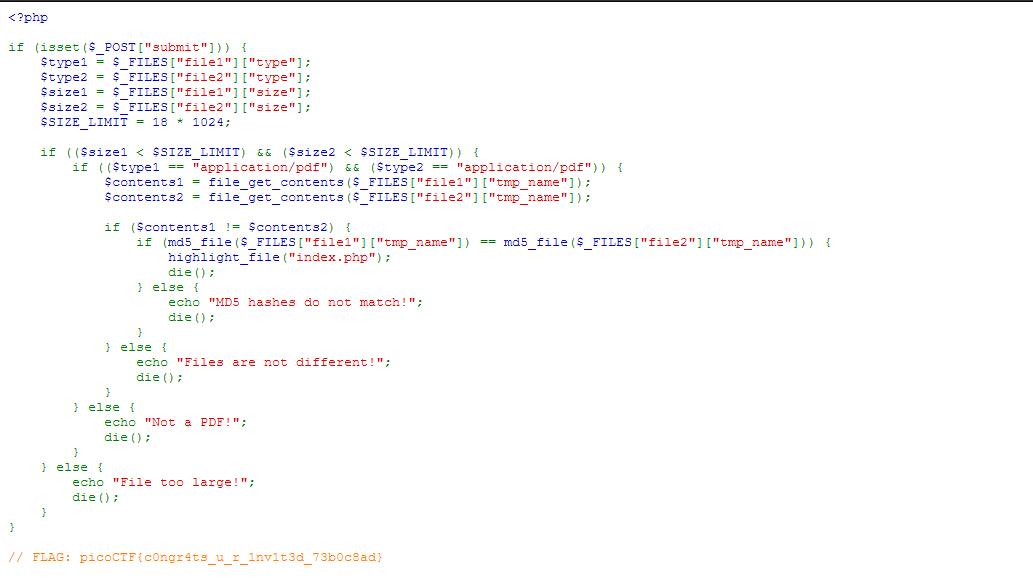 <?php
if (isset($_POST["submit"])) {
    $type1 = $_FILES["file1"]["type"];
    $type2 = $_FILES["file2"]["type"];
    $size1 = $_FILES["file1"]["size"];
    $size2 = $_FILES["file2"]["size"];
    $SIZE_LIMIT = 18 * 1024;
    if (($size1 < $SIZE_LIMIT) && ($size2 < $SIZE_LIMIT)) {
        if (($type1 == "application/pdf") && ($type2 == "application/pdf")) {
            $contents1 = file_get_contents($_FILES["file1"]["tmp_name"]);
            $contents2 = file_get_contents($_FILES["file2"]["tmp_name"]);
            if ($contents1 != $contents2) {
                if (md5_file($_FILES["file1"]["tmp_name"]) == md5_file($_FILES["file2"]["tmp_name"])) {
                    highlight_file("index.php");
                    die();
                } else {
                    echo "MD5 hashes do not match!";
                    die();
                }
            } else {
                echo "Files are not different!";
                die();
            }
        } else {
            echo "Not a PDF!";
            die();
        }
    } else {
        echo "File too large!";
        die();
    }
}
// FLAG: picoCTF{c0ngr4ts_u_r_1nv1t3d_73b0c8ad}